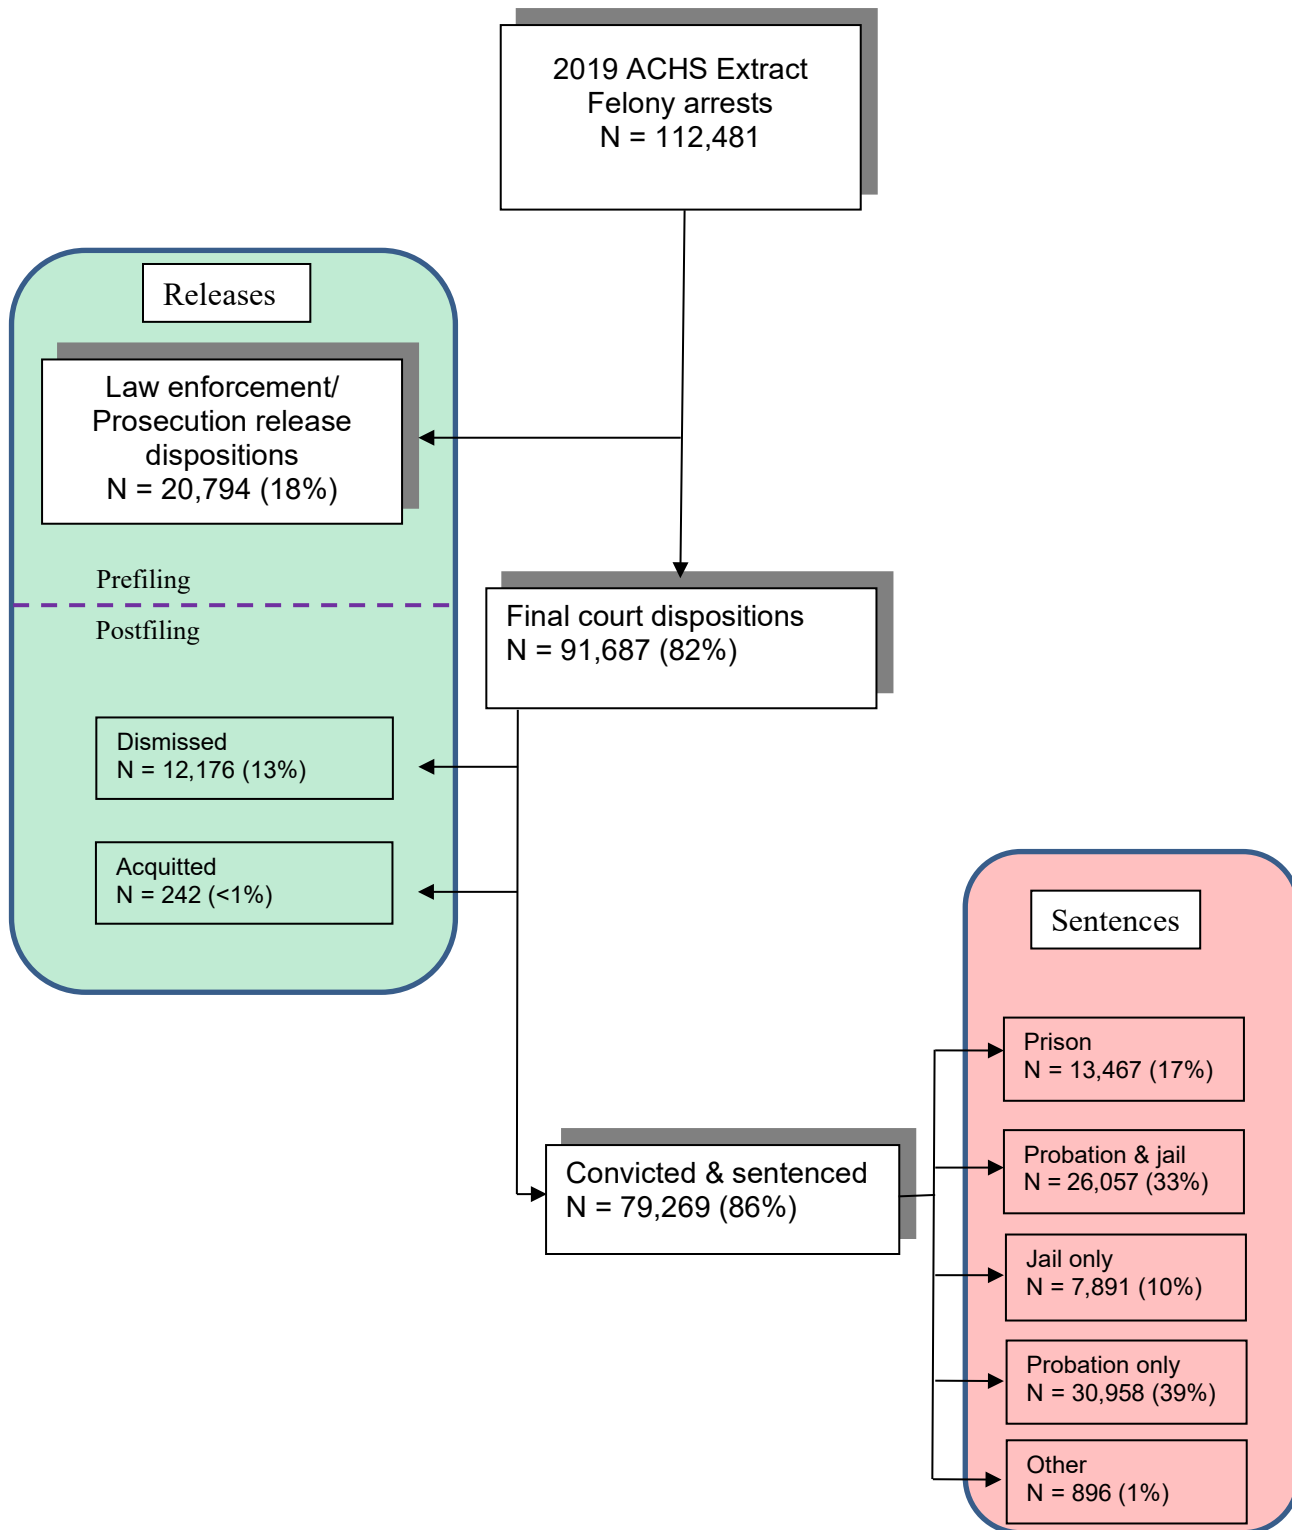 2019 ACHS Extract
Felony arrests
N = 112,481
Releases
Law enforcement/
Prosecution release
dispositions
N = 20,794 (18%)
Prefiling
Postfiling
Final court dispositions
N = 91,687 (82%)
Dismissed
N = 12,176 (13%)
Acquitted
N = 242 (<1%)
Convicted & sentenced
N = 79,269 (86%)
Sentences
Prison
N = 13,467 (17%)
Probation & jail
N = 26,057 (33%)
Jail only
N = 7,891 (10%)
Probation only
N = 30,958 (39%)
Other
N = 896 (1%)